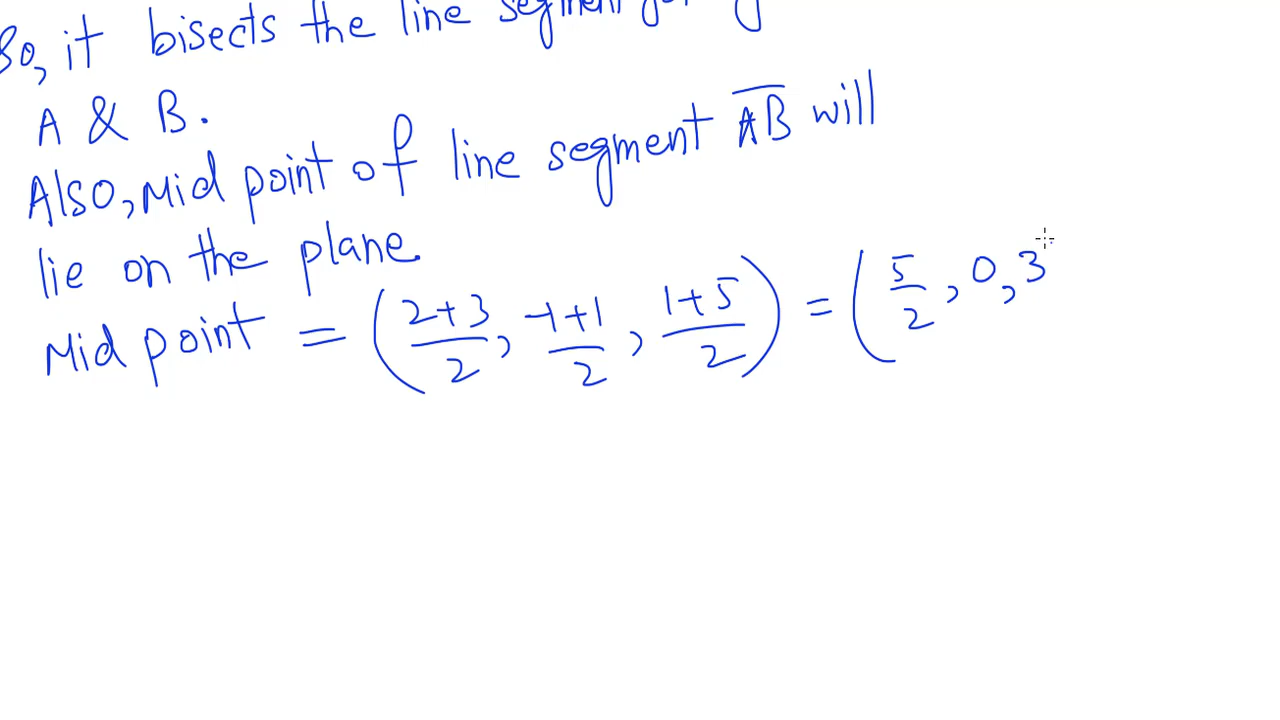 So, it bisects the line segment
A & B.
Also, Mid point of line segment A̅B̅ will
lie on the plane.
Mid point = (2+3/2, -1+1/2, 1+5/2) = (5/2, 0, 3